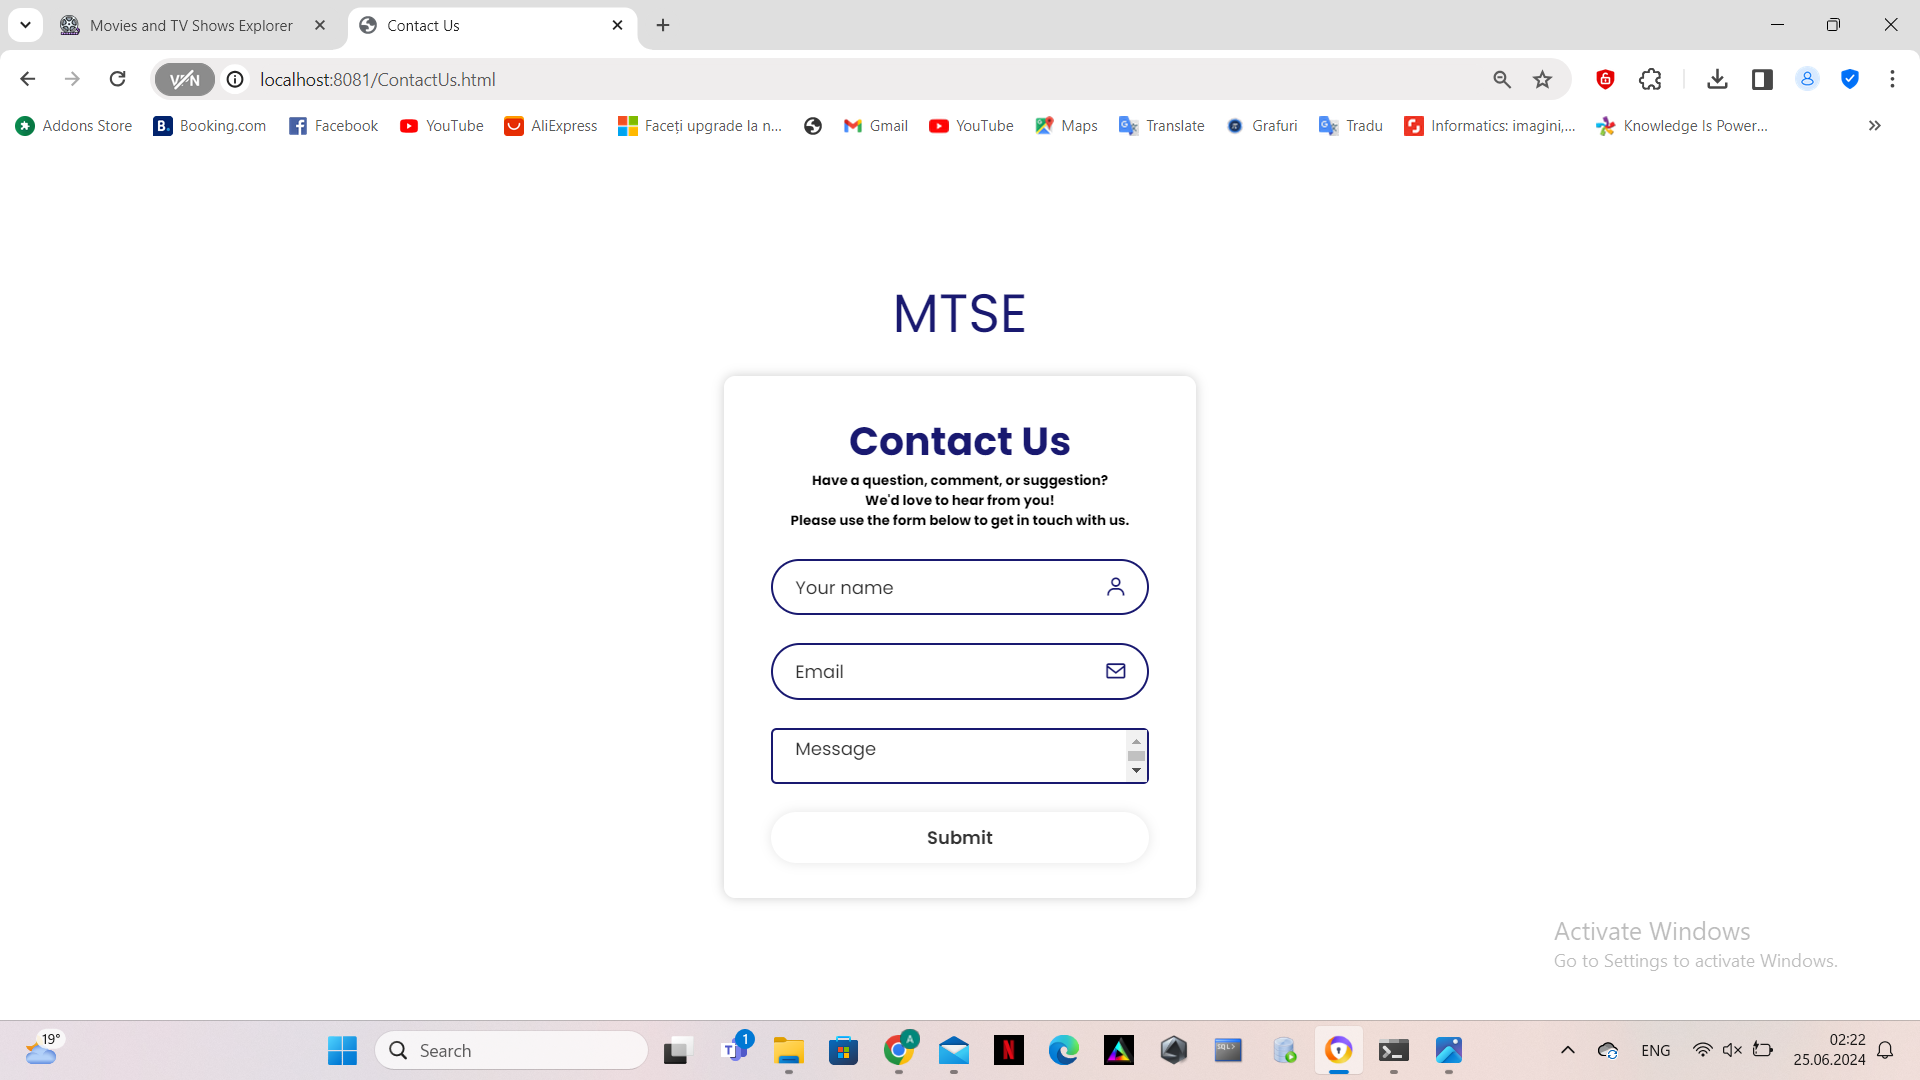 Movies and TV Shows Explorer
Contact Us
VPN
localhost:8081/ContactUs.html
Addons Store
B. Booking.com
Facebook
YouTube
AliExpress
Faceți upgrade la n...
Gmail
YouTube
Maps
Translate
Grafuri
Tradu
Informatics: imagini,...
Knowledge Is Power...
MTSE
Contact Us
Have a question, comment, or suggestion?
We'd love to hear from you!
Please use the form below to get in touch with us.
Your name
Email
Message
Submit
Activate Windows
Go to Settings to activate Windows.
19°
Search
T
1
A
N
SQL>
ENG
02:22
25.06.2024